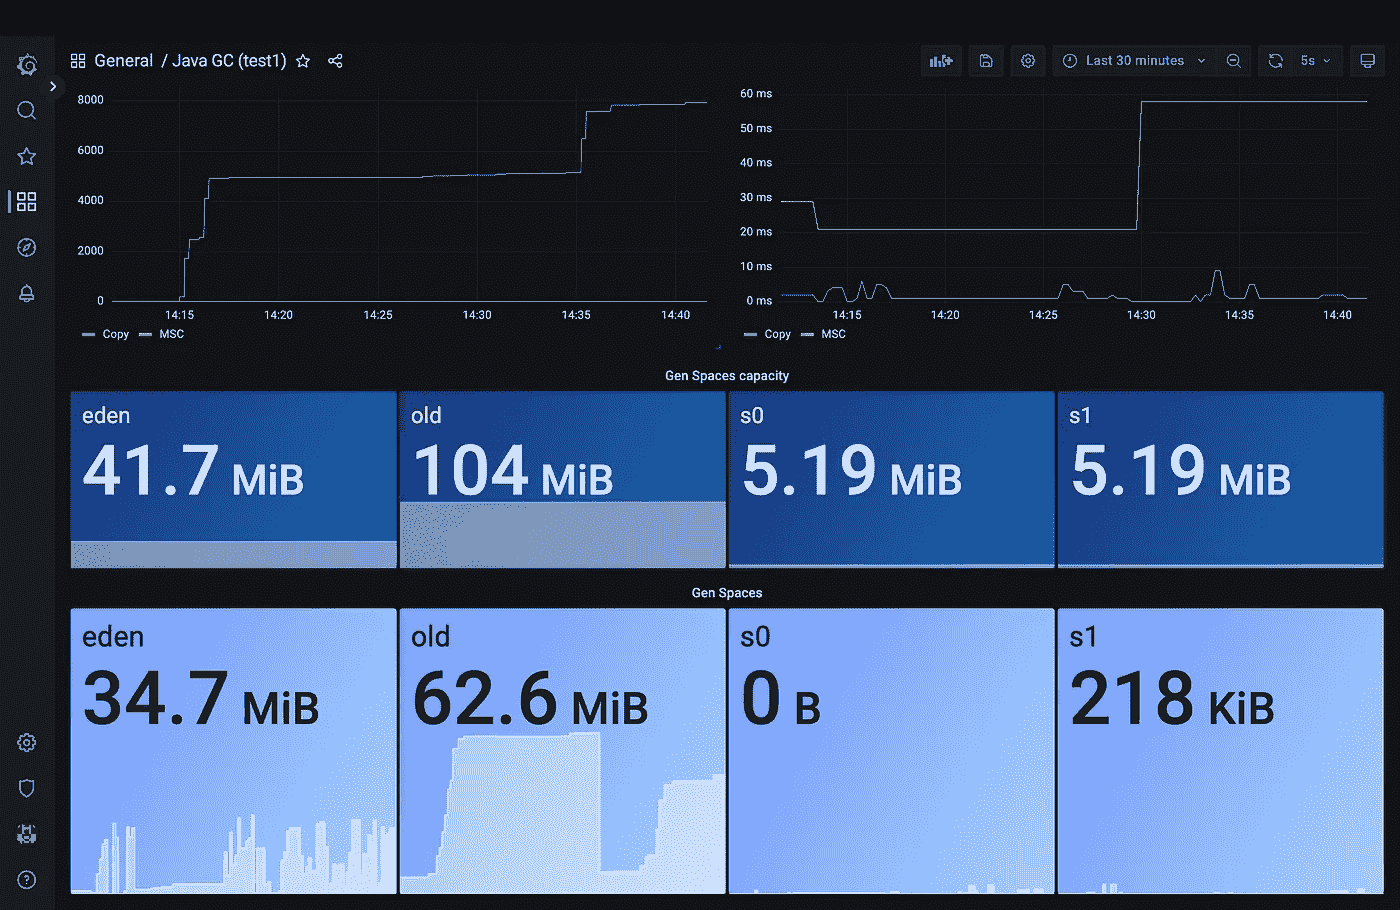 General / Java GC (test1)
Last 30 minutes
5s
8000
6000
4000
2000
0
14:15 14:20 14:25 14:30 14:35 14:40
Copy MSC
60 ms
50 ms
40 ms
30 ms
20 ms
10 ms
0 ms
14:15 14:20 14:25 14:30 14:35 14:40
Copy MSC
Gen Spaces capacity
eden
41.7 MiB
old
104 MiB
s0
5.19 MiB
s1
5.19 MiB
Gen Spaces
eden
34.7 MiB
old
62.6 MiB
s0
0 B
s1
218 KiB